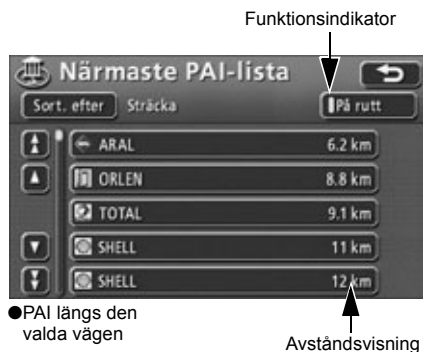 Funktionsindikator
Närmaste PAI-lista
Sort. efter Sträcka På rutt
ARAL 6.2 km
ORLEN 8.8 km
TOTAL 9.1 km
SHELL 11 km
SHELL 12 km
●PAI längs den
valda vägen
Avståndsvisning